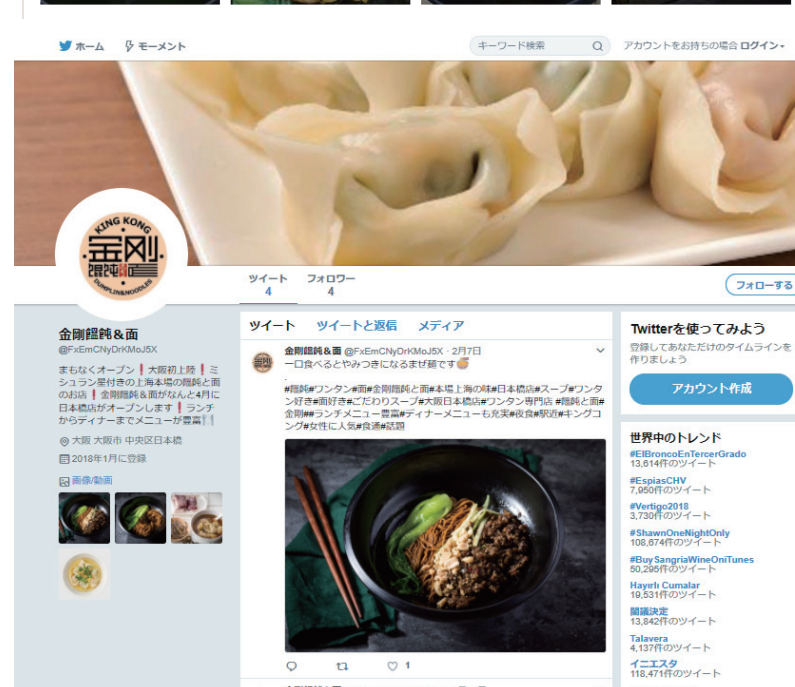 ホーム モーメント キーワード検索 アカウントをお持ちの場合 ログイン
KING KONG
金剛
餛飩&面
DUMPLIN&NOODLES
ツイート フォロワー
4 4
フォローする
金剛餛飩&面
@FxEmCNyDrKMoJ5X
まもなくオープン❗大阪初上陸❗ミ
シュラン星付きの上海本場の餛飩と面
のお店❗金剛餛飩&面がなんと4月に
日本橋店がオープンします❗ランチ
からディナーまでメニューが豊富🍴
大阪 大阪市 中央区日本橋
2018年1月に登録
画像/動画
ツイート ツイートと返信 メディア
金剛餛飩&面 @FxEmCNyDrKMoJ5X · 2月7日
一口食べるとやみつきになるまぜ麺です
.
#餛飩#ワンタン#面#金剛餛飩と面#本場上海の味#日本橋店#スープ#ワンタ
ン好き#面好き#こだわりスープ#大阪日本橋店#ワンタン専門店 #餛飩と面#
金剛##ランチメニュー豊富#ディナーメニューも充実#夜食#駅近#キングコ
ング#女性に人気#食通#話題
1
Twitterを使ってみよう
登録してあなただけのタイムラインを
作りましょう
アカウント作成
世界中のトレンド
#ElBroncoEnTercerGrado
13,614件のツイート
#EspiasCHV
7,950件のツイート
#Vertigo2018
3,730件のツイート
#ShawnOneNightOnly
108,674件のツイート
#BuySangriaWineOniTunes
50,295件のツイート
Hayırlı Cumalar
19,531件のツイート
閣議決定
13,842件のツイート
Talavera
4,137件のツイート
イニエスタ
118,471件のツイート